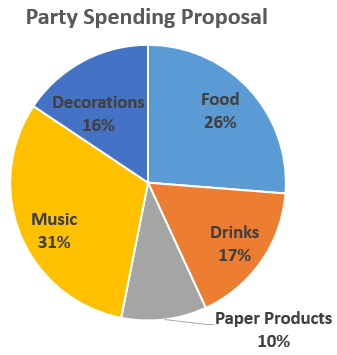 Party Spending Proposal
Food
26%
Drinks
17%
Paper Products
10%
Music
31%
Decorations
16%